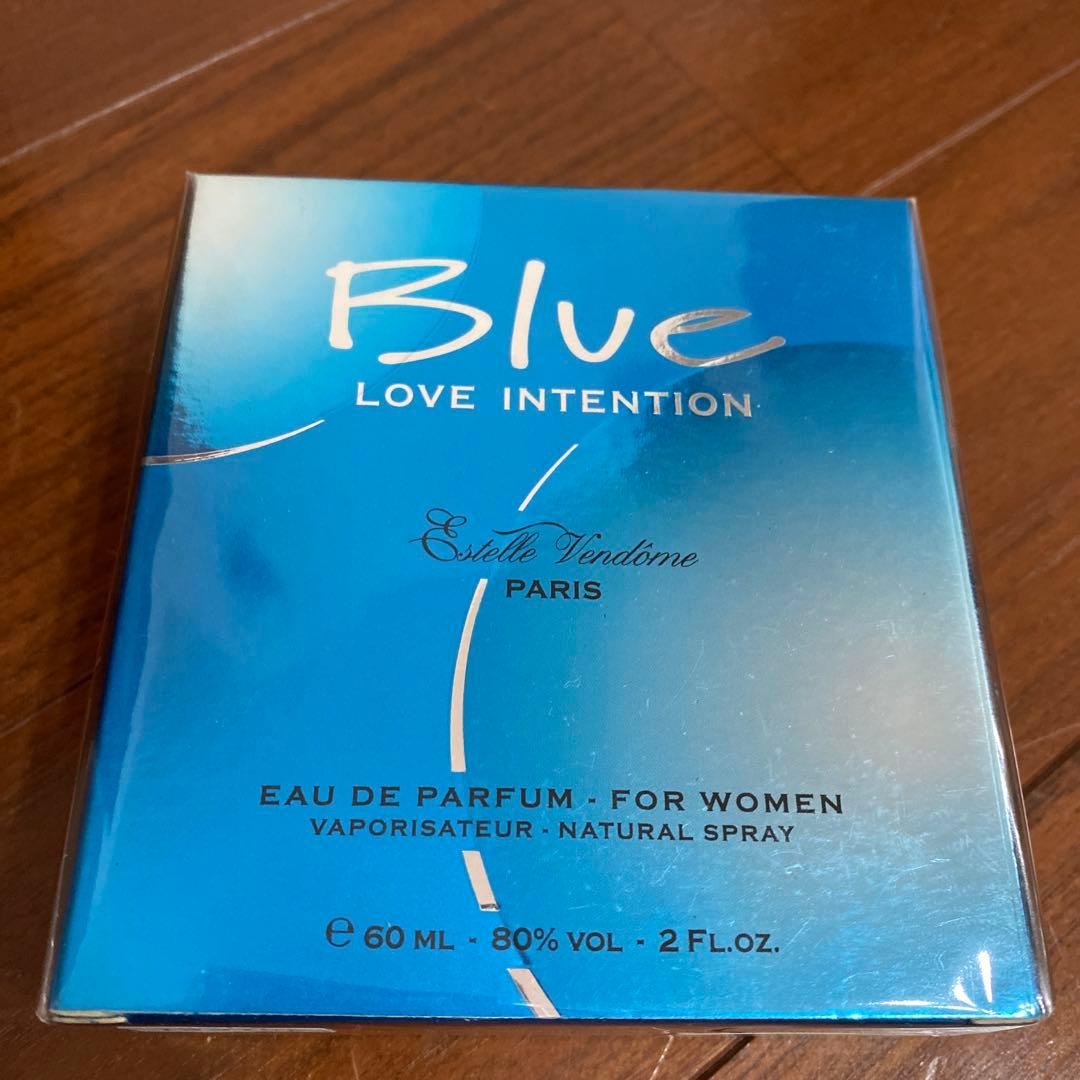 Blue
LOVE INTENTION
Estelle Vendôme
PARIS
EAU DE PARFUM - FOR WOMEN
VAPORISATEUR - NATURAL SPRAY
℮ 60 ML - 80% VOL - 2 FL.OZ.